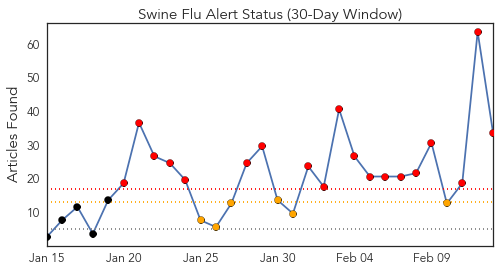 Swine Flu Alert Status (30-Day Window)
Articles Found
60
50
40
30
20
10
Jan 15
Jan 20
Jan 25
Jan 30
Feb 04
Feb 09